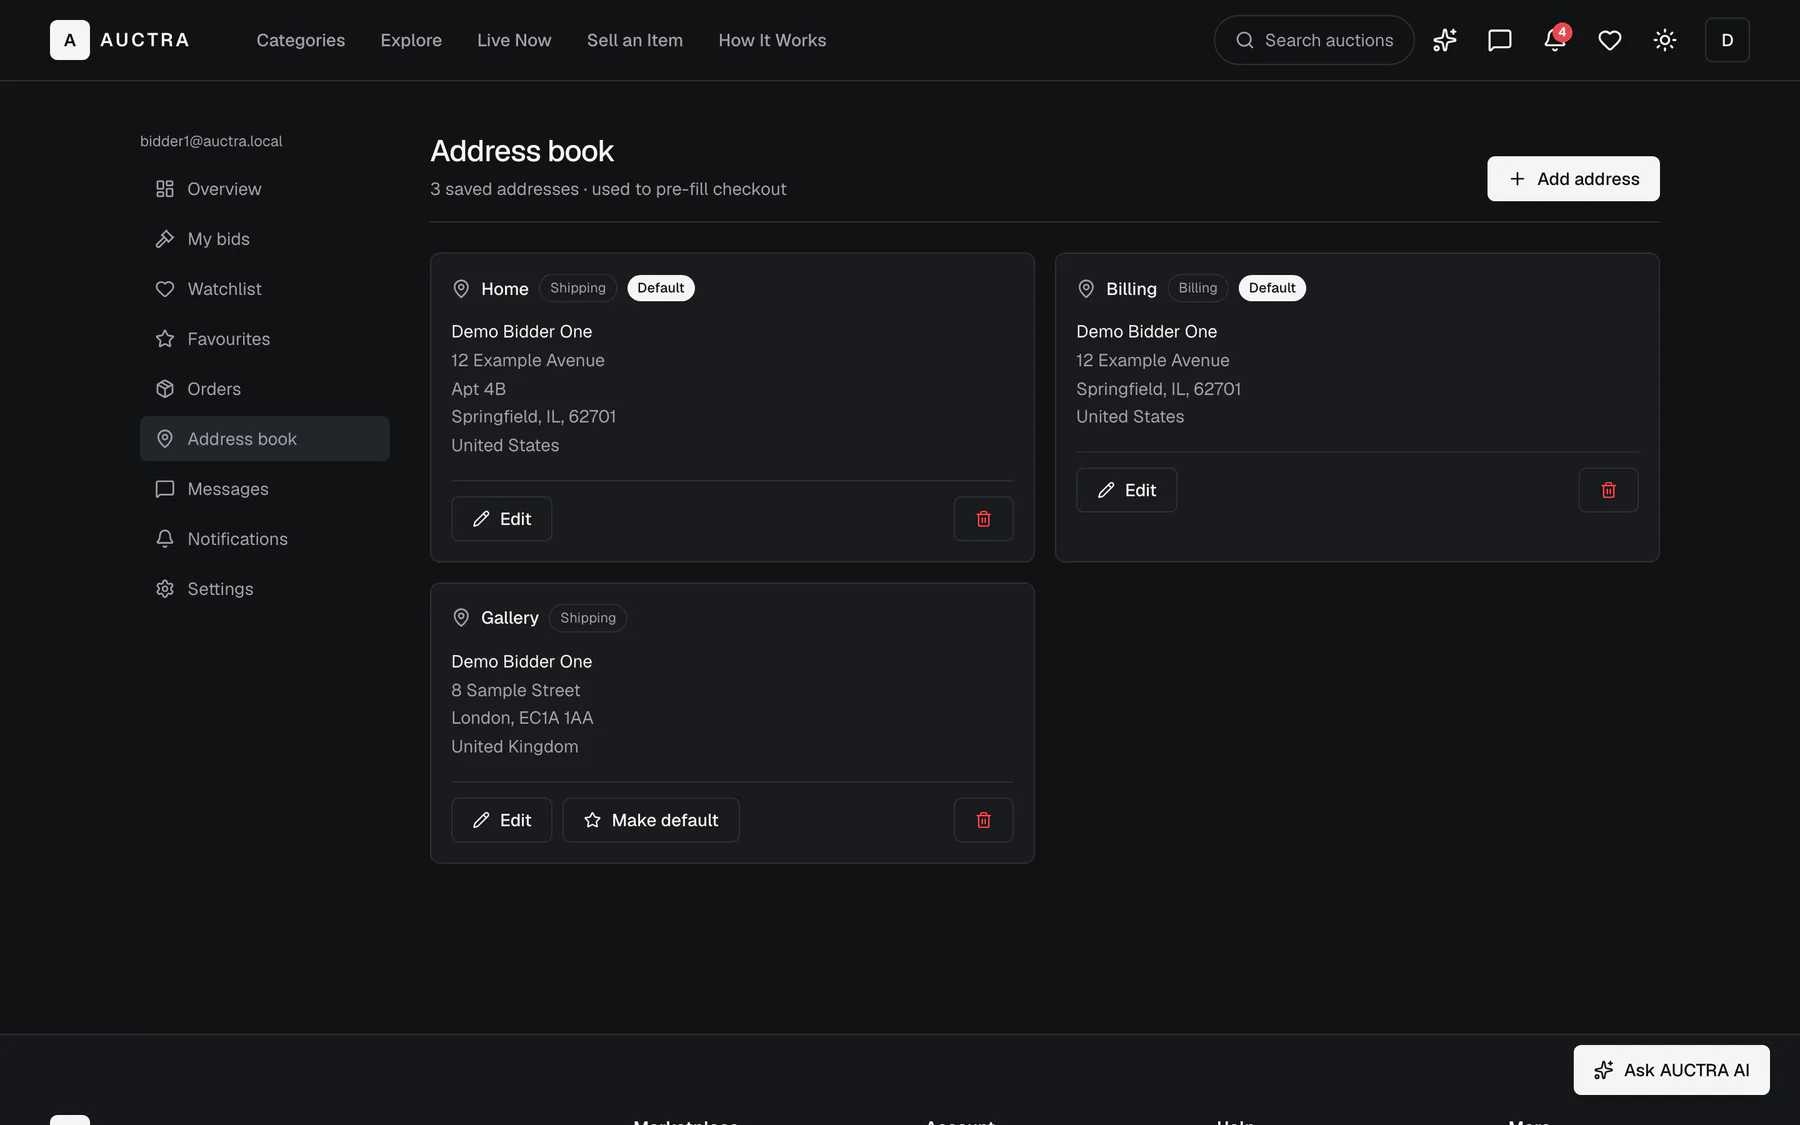 A AUCTRA
Categories
Explore
Live Now
Sell an Item
How It Works
Search auctions
4
D
bidder1@auctra.local
Overview
My bids
Watchlist
Favourites
Orders
Address book
Messages
Notifications
Settings
Address book
3 saved addresses · used to pre-fill checkout
Add address
Home Shipping Default
Demo Bidder One
12 Example Avenue
Apt 4B
Springfield, IL, 62701
United States
Edit
Billing Billing Default
Demo Bidder One
12 Example Avenue
Springfield, IL, 62701
United States
Edit
Gallery Shipping
Demo Bidder One
8 Sample Street
London, EC1A 1AA
United Kingdom
Edit
Make default
Ask AUCTRA AI
Marketplace
Account
Help
More